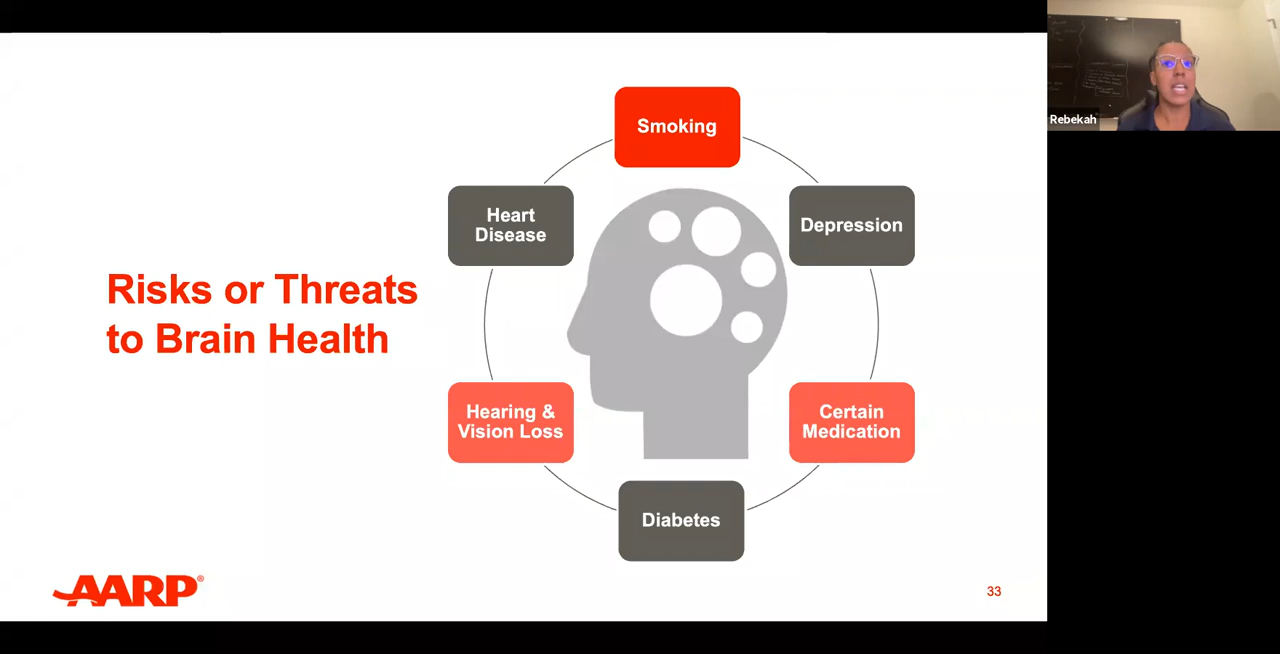 Risks or Threats
to Brain Health
Smoking
Depression
Certain
Medication
Diabetes
Hearing &
Vision Loss
Heart
Disease
AARP®
33
Rebekah